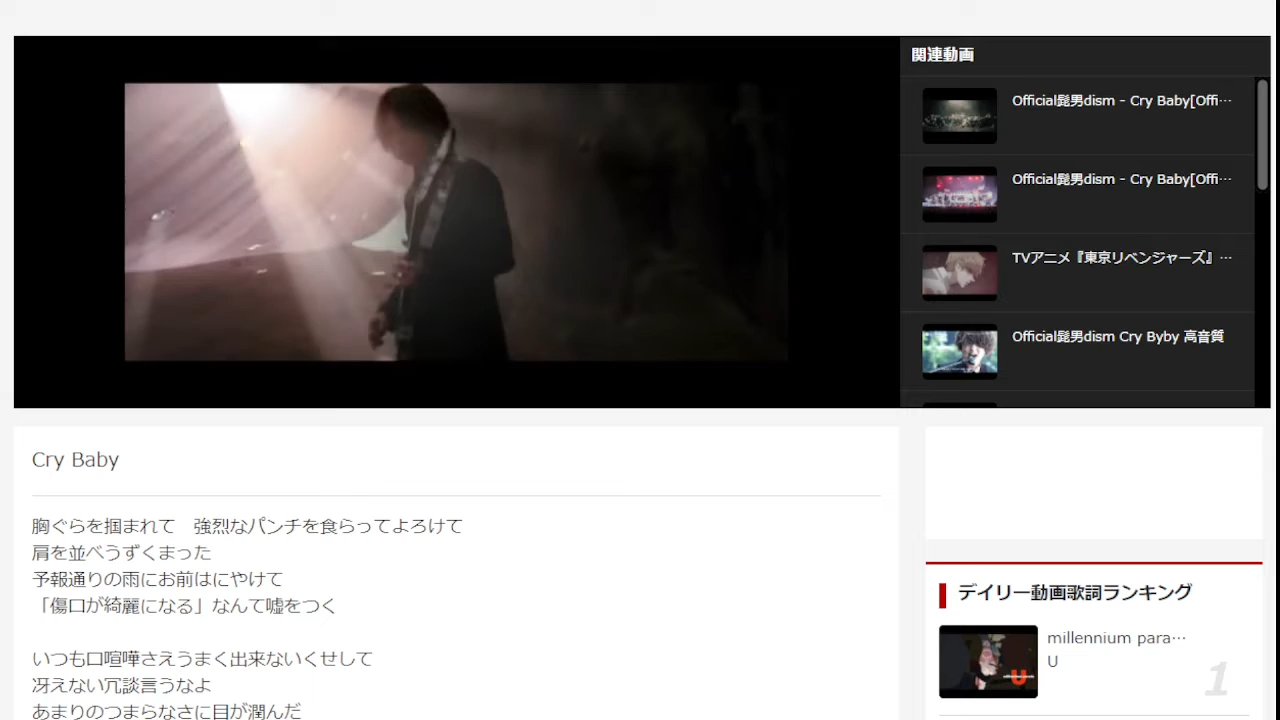 関連動画
Official髭男dism - Cry Baby[Offi…
Official髭男dism - Cry Baby[Offi…
TVアニメ『東京リベンジャーズ』…
Official髭男dism Cry Byby 高音質
Cry Baby
胸ぐらを掴まれて　強烈なパンチを食らってよろけて
肩を並べうずくまった
予報通りの雨にお前はにやけて
「傷口が綺麗になる」なんて嘘をつく
いつも口喧嘩さえうまく出来ないくせして
冴えない冗談言うなよ
あまりのつまらなさに目が潤んだ
デイリー動画歌詞ランキング
millennium para…
U
1